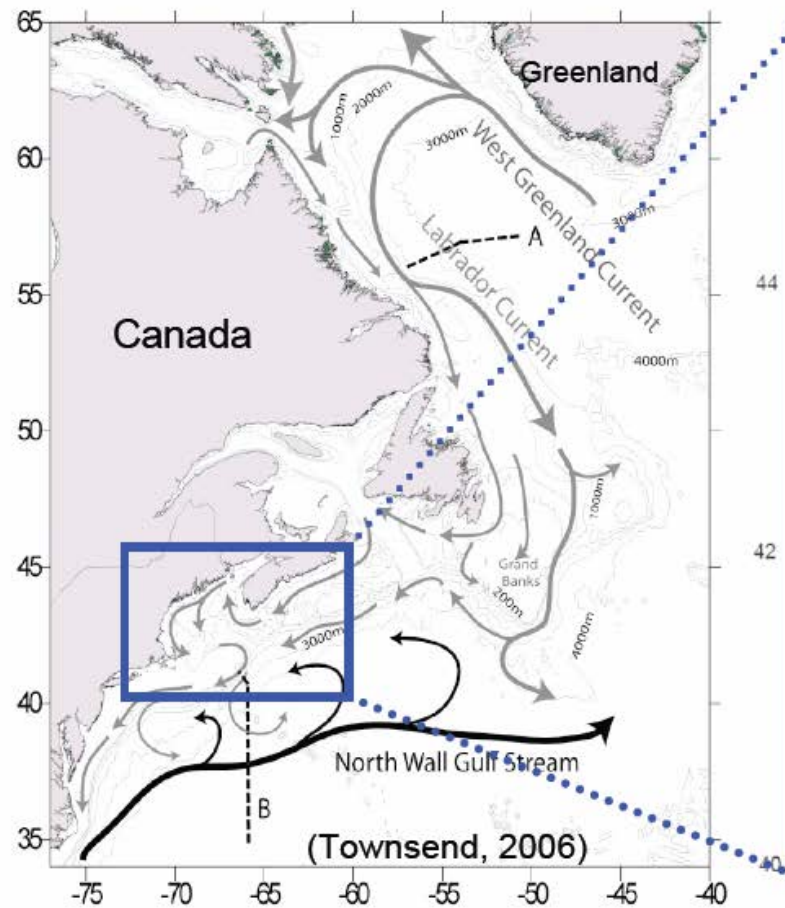 65
Greenland
2000m
1000m
3000m
60
West Greenland Current
3000m
A
55
44
Labrador Current
Canada
4000m
50
1000m
45
42
Grand
Banks
200m
3000m
4000m
40
North Wall Gulf Stream
B
35
(Townsend, 2006)
40
-75
-70
-65
-60
-55
-50
-45
-40